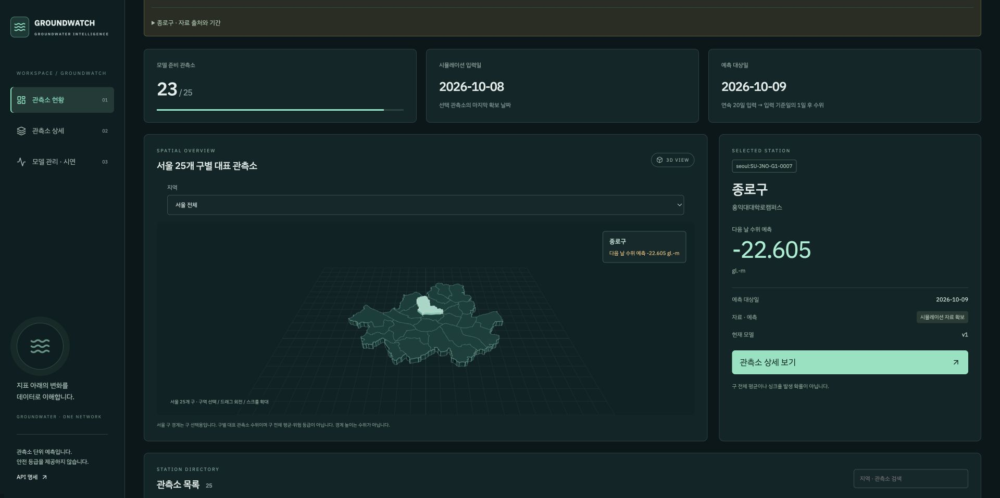 GROUNDWATCH
GROUNDWATER INTELLIGENCE
WORKSPACE / GROUNDWATCH
관측소 현황 01
관측소 상세 02
모델 관리 · 시연 03
지표 아래의 변화를
데이터로 이해합니다.
GROUNDWATER · ONE NETWORK
관측소 단위 예측입니다.
안전 등급을 제공하지 않습니다.
API 명세
종로구 · 자료 출처와 기간
모델 준비 관측소
23 / 25
시뮬레이션 입력일
2026-10-08
선택 관측소의 마지막 확보 날짜
예측 대상일
2026-10-09
연속 20일 입력 → 입력 기준일의 1일 후 수위
SPATIAL OVERVIEW
서울 25개 구별 대표 관측소
3D VIEW
지역
서울 전체
종로구
다음 날 수위 예측 -22.605 gl.-m
서울 25개 구 · 구역 선택 / 드래그 회전 / 스크롤 확대
서울 구 경계는 구 선택용입니다. 구별 대표 관측소 수위이며 구 전체 평균·위험 등급이 아닙니다. 경계 높이는 수위가 아닙니다.
SELECTED STATION
seoul:SU-JNO-G1-0007
종로구
홍익대대학로캠퍼스
다음 날 수위 예측
-22.605
gl.-m
예측 대상일 2026-10-09
자료 · 예측 시뮬레이션 자료 확보
현재 모델 v1
관측소 상세 보기
구 전체 평균이나 싱크홀 발생 확률이 아닙니다.
STATION DIRECTORY
관측소 목록 25
지역 · 관측소 검색